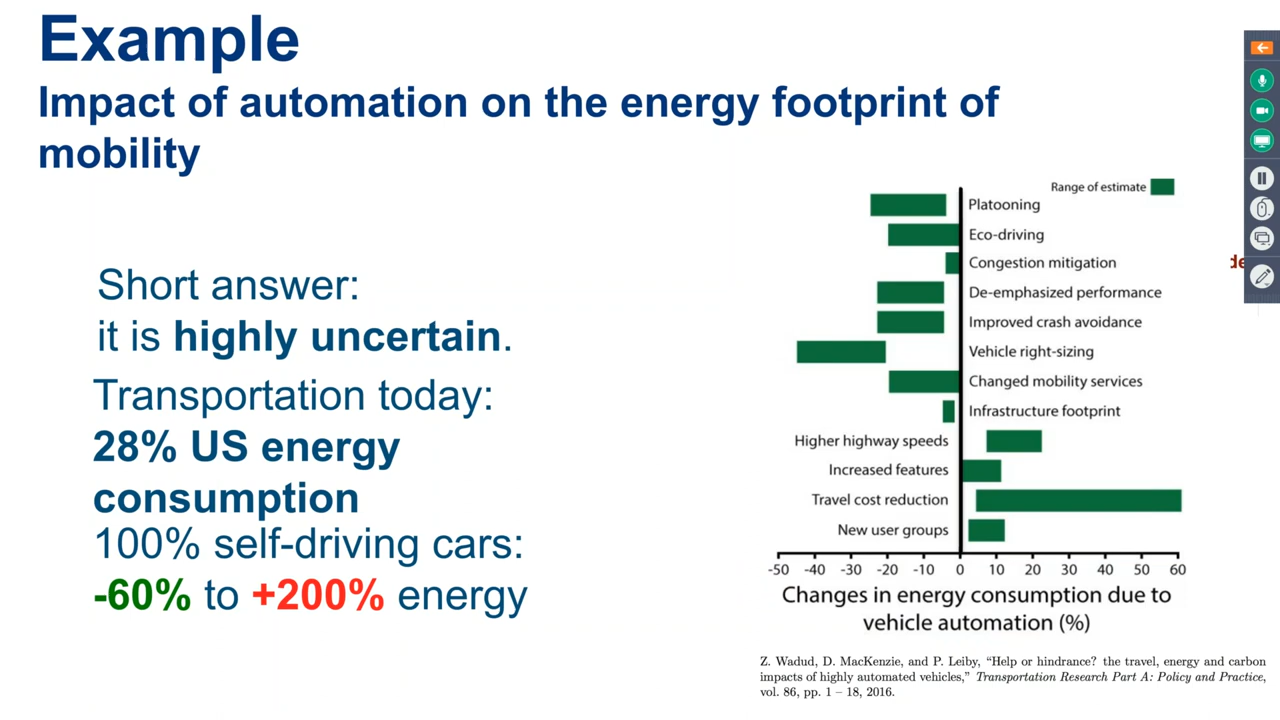 Example
Impact of automation on the energy footprint of
mobility
Short answer:
it is highly uncertain.
Transportation today:
28% US energy
consumption
100% self-driving cars:
-60% to +200% energy
Range of estimate
Platooning
Eco-driving
Congestion mitigation
De-emphasized performance
Improved crash avoidance
Vehicle right-sizing
Changed mobility services
Infrastructure footprint
Higher highway speeds
Increased features
Travel cost reduction
New user groups
-50 -40 -30 -20 -10 0 10 20 30 40 50 60
Changes in energy consumption due to
vehicle automation (%)
Z. Wadud, D. MacKenzie, and P. Leiby, “Help or hindrance? the travel, energy and carbon
impacts of highly automated vehicles,” Transportation Research Part A: Policy and Practice,
vol. 86, pp. 1 – 18, 2016.